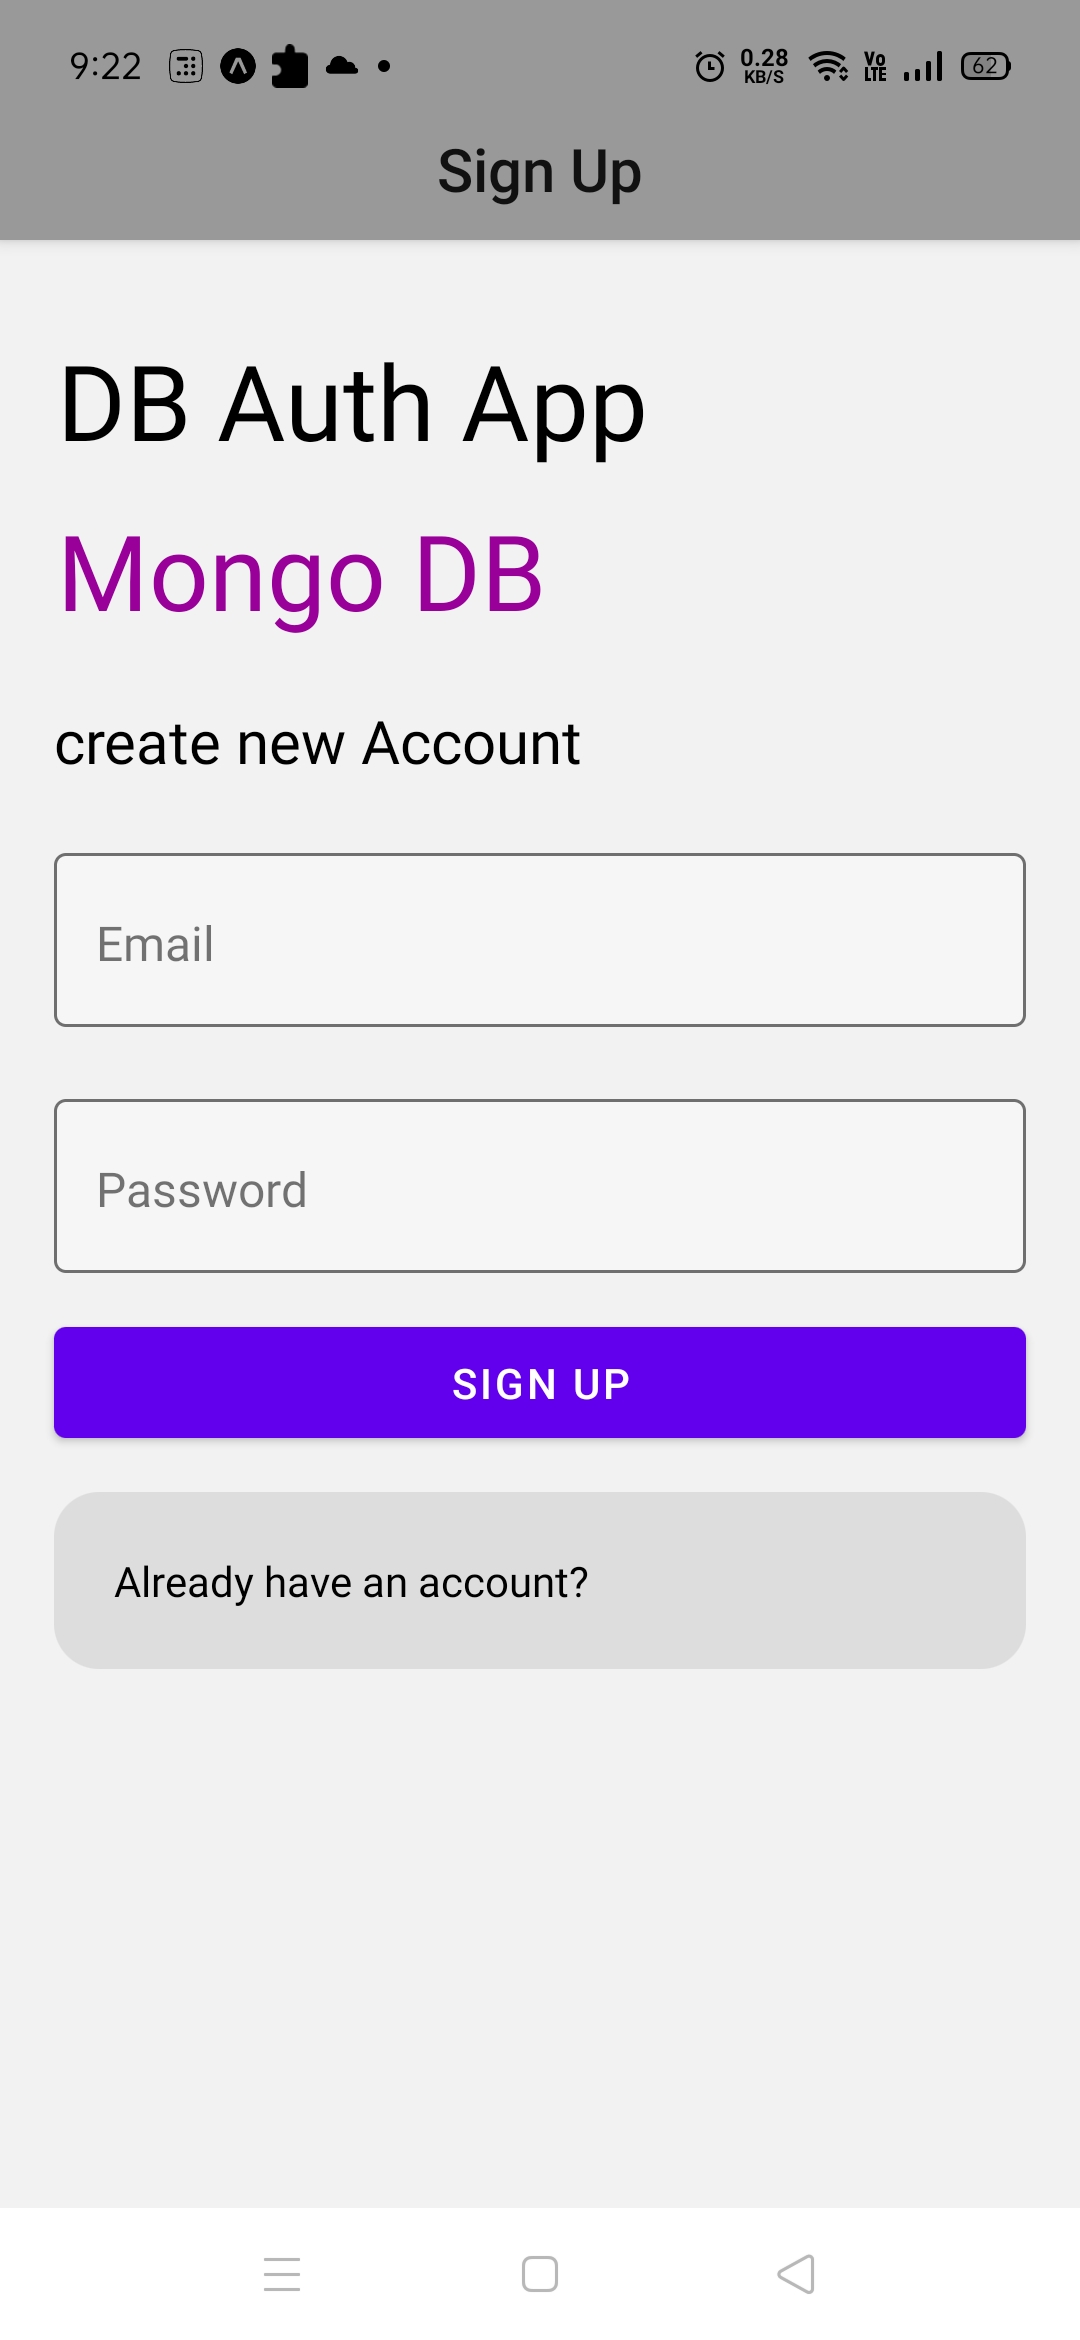 9:22 0.28 KB/S Vo LTE 62
Sign Up
DB Auth App
Mongo DB
create new Account
Email
Password
SIGN UP
Already have an account?